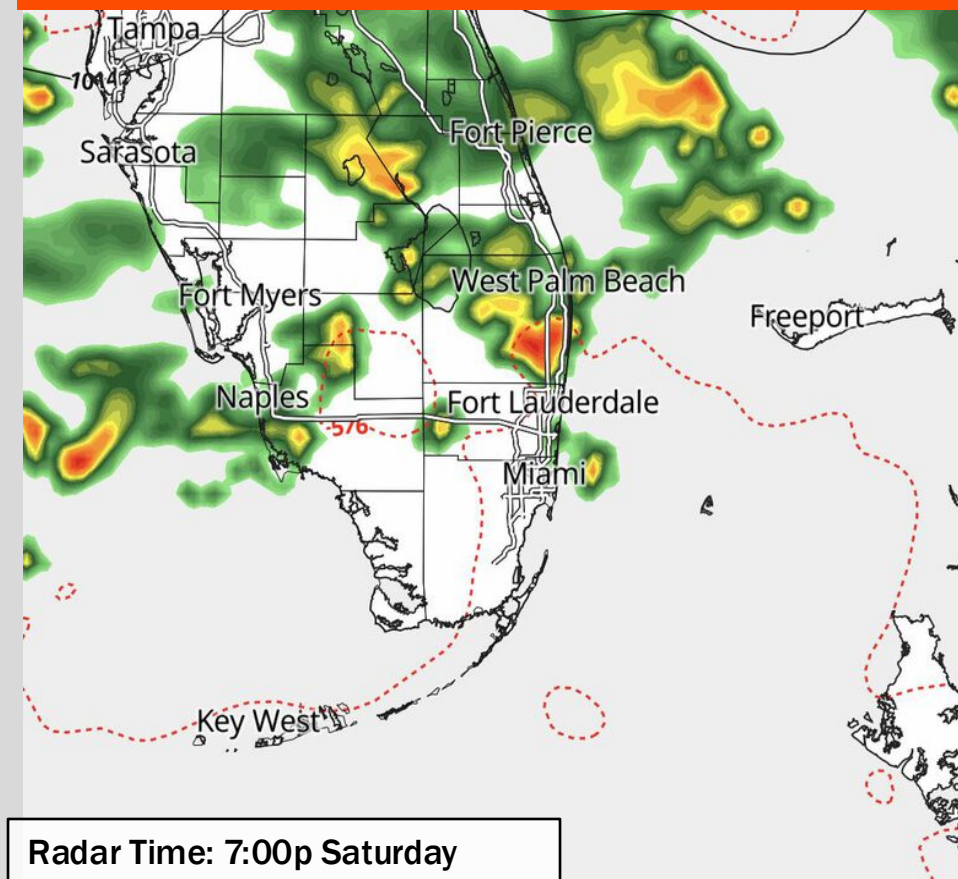 Tampa
1014
Sarasota
Fort Pierce
West Palm Beach
Fort Myers
Freeport
Naples
Fort Lauderdale
576
Miami
Key West
Radar Time: 7:00p Saturday